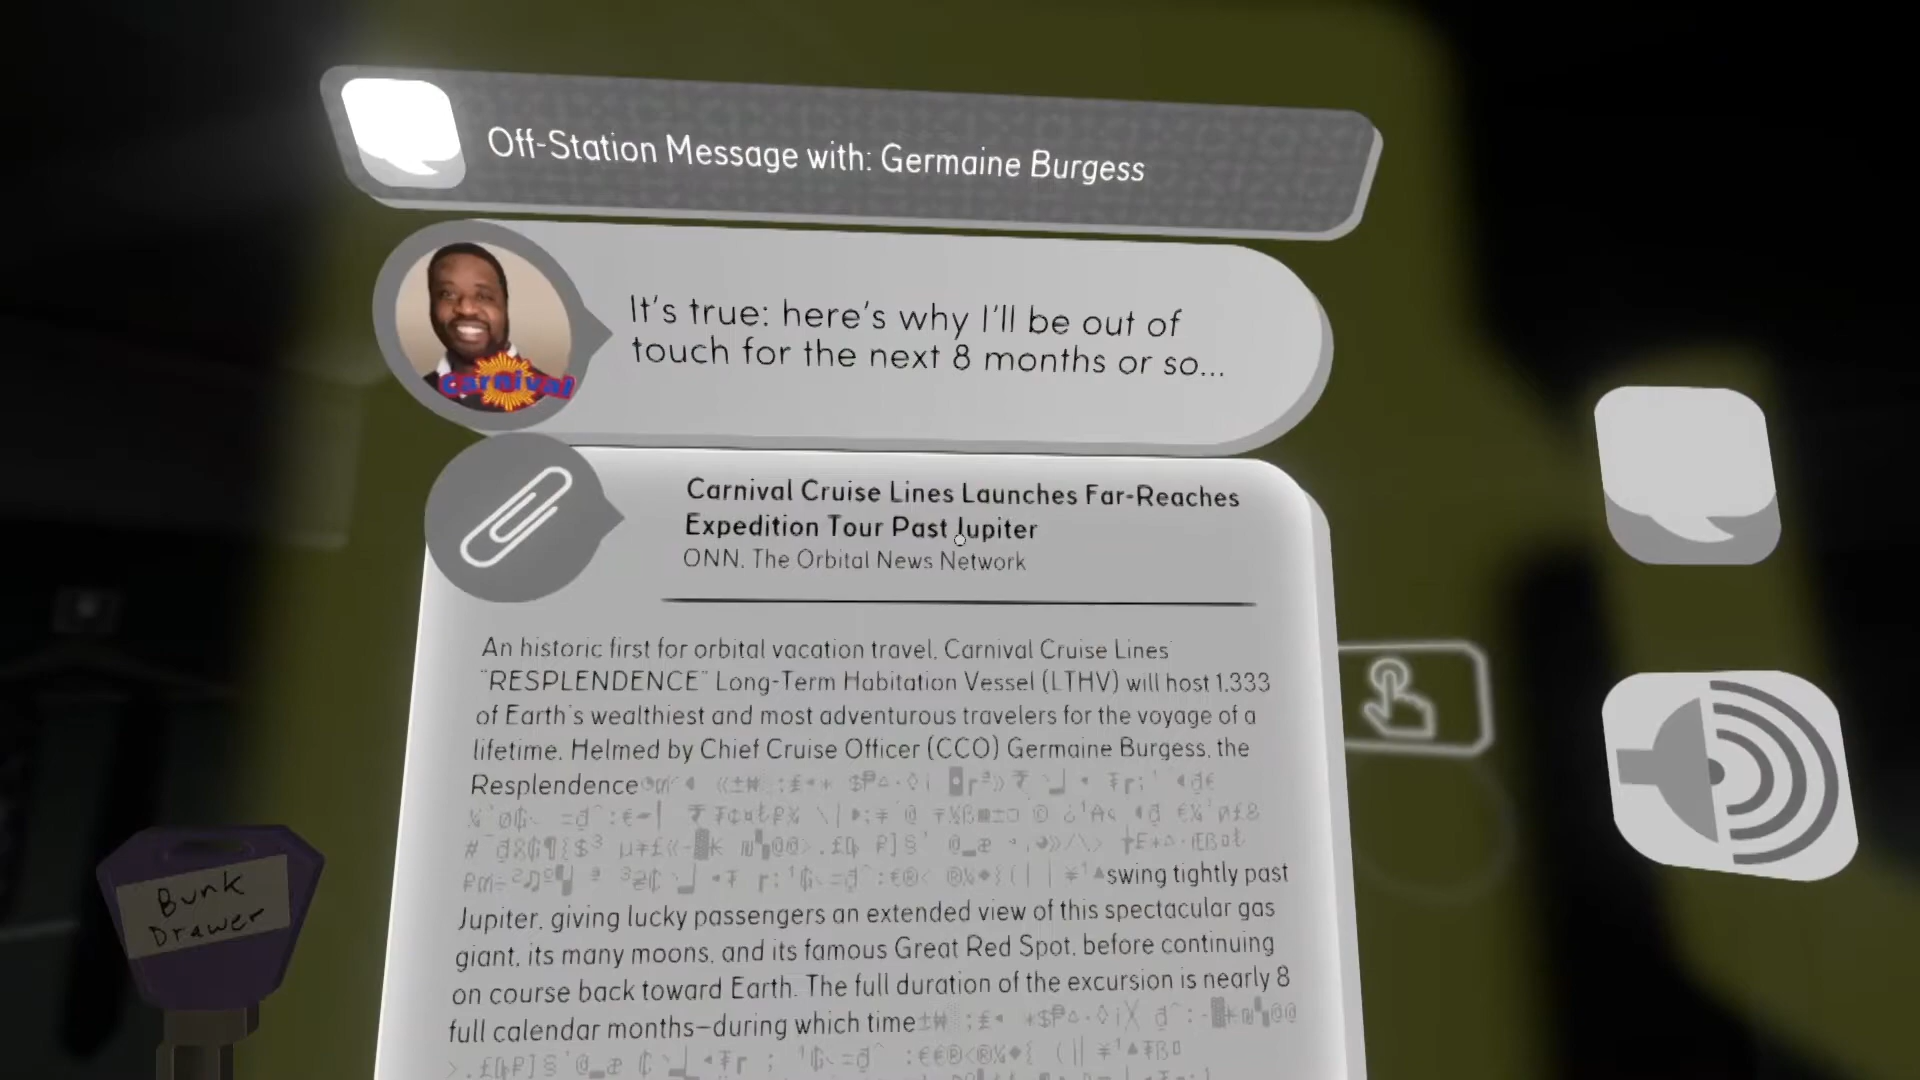 Off-Station Message with: Germaine Burgess
It's true: here's why I'll be out of
touch for the next 8 months or so...
Carnival
Carnival Cruise Lines Launches Far-Reaches
Expedition Tour Past Jupiter
ONN, The Orbital News Network
An historic first for orbital vacation travel, Carnival Cruise Lines
"RESPLENDENCE" Long-Term Habitation Vessel (LTHV) will host 1,333
of Earth's wealthiest and most adventurous travelers for the voyage of a
lifetime. Helmed by Chief Cruise Officer (CCO) Germaine Burgess, the
Resplendence
swing tightly past
Jupiter, giving lucky passengers an extended view of this spectacular gas
giant, its many moons, and its famous Great Red Spot, before continuing
on course back toward Earth. The full duration of the excursion is nearly 8
full calendar months—during which time
Bunk
Drawer